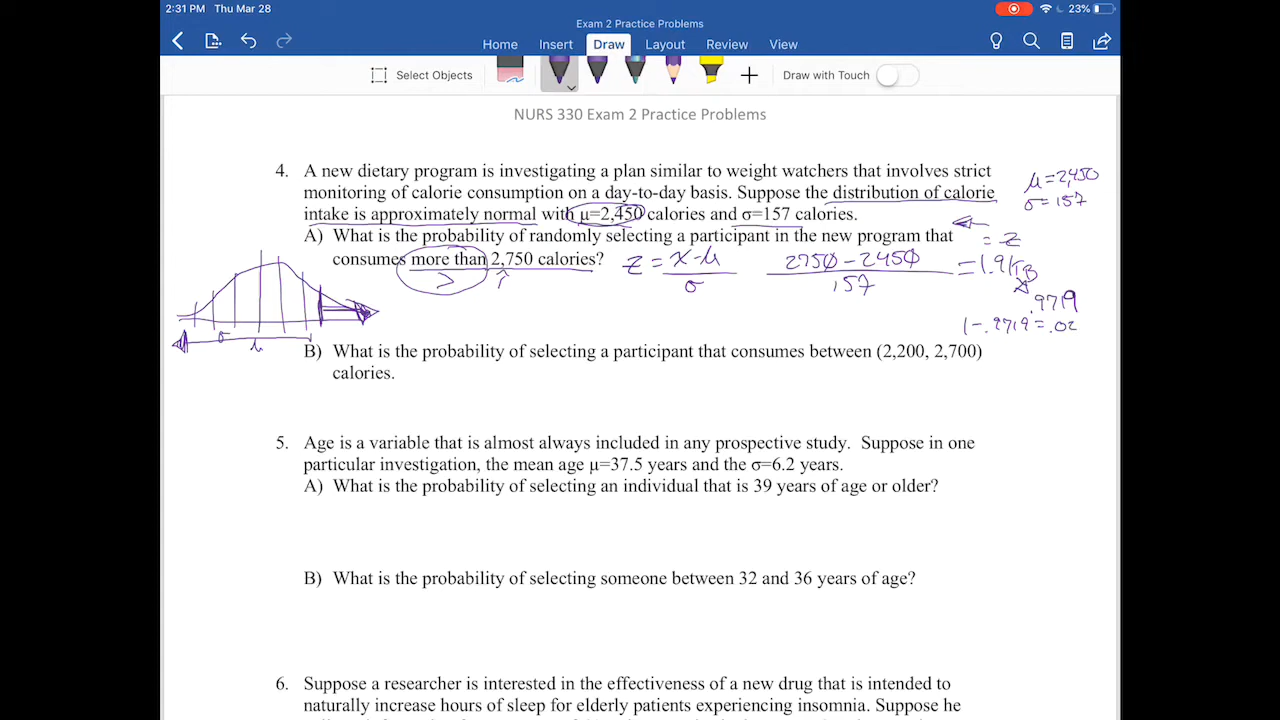 2:31 PM Thu Mar 28
23%
Exam 2 Practice Problems
Home Insert Draw Layout Review View
Select Objects
Draw with Touch
NURS 330 Exam 2 Practice Problems
4. A new dietary program is investigating a plan similar to weight watchers that involves strict
monitoring of calorie consumption on a day-to-day basis. Suppose the distribution of calorie
intake is approximately normal with μ=2,450 calories and σ=157 calories.
μ=2,450
σ=157
A) What is the probability of randomly selecting a participant in the new program that
consumes more than 2,750 calories?
>
z = x-μ
σ
2750-2450
157
= 1.91
= z
.9719
1-.9719=.02
σ
μ
B) What is the probability of selecting a participant that consumes between (2,200, 2,700)
calories.
5. Age is a variable that is almost always included in any prospective study. Suppose in one
particular investigation, the mean age μ=37.5 years and the σ=6.2 years.
A) What is the probability of selecting an individual that is 39 years of age or older?
B) What is the probability of selecting someone between 32 and 36 years of age?
6. Suppose a researcher is interested in the effectiveness of a new drug that is intended to
naturally increase hours of sleep for elderly patients experiencing insomnia. Suppose he